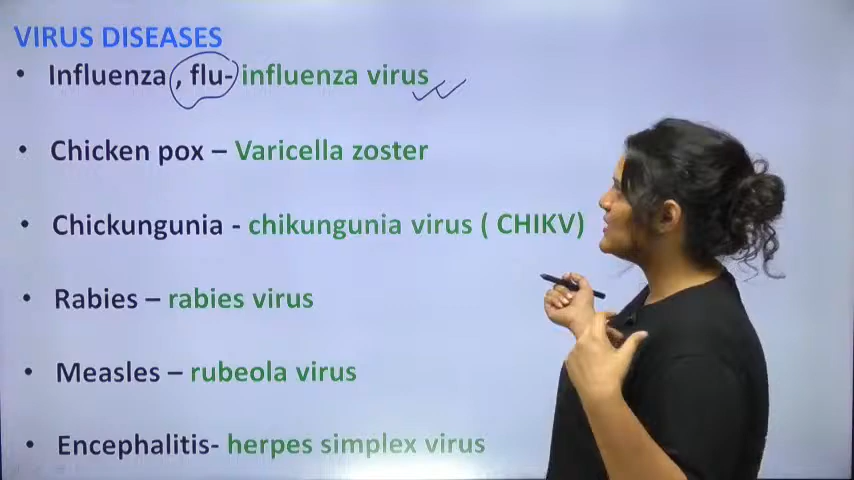 VIRUS DISEASES
• Influenza , flu- influenza virus
• Chicken pox – Varicella zoster
• Chickungunia - chikungunia virus ( CHIKV)
• Rabies – rabies virus
• Measles – rubeola virus
• Encephalitis- herpes simplex virus